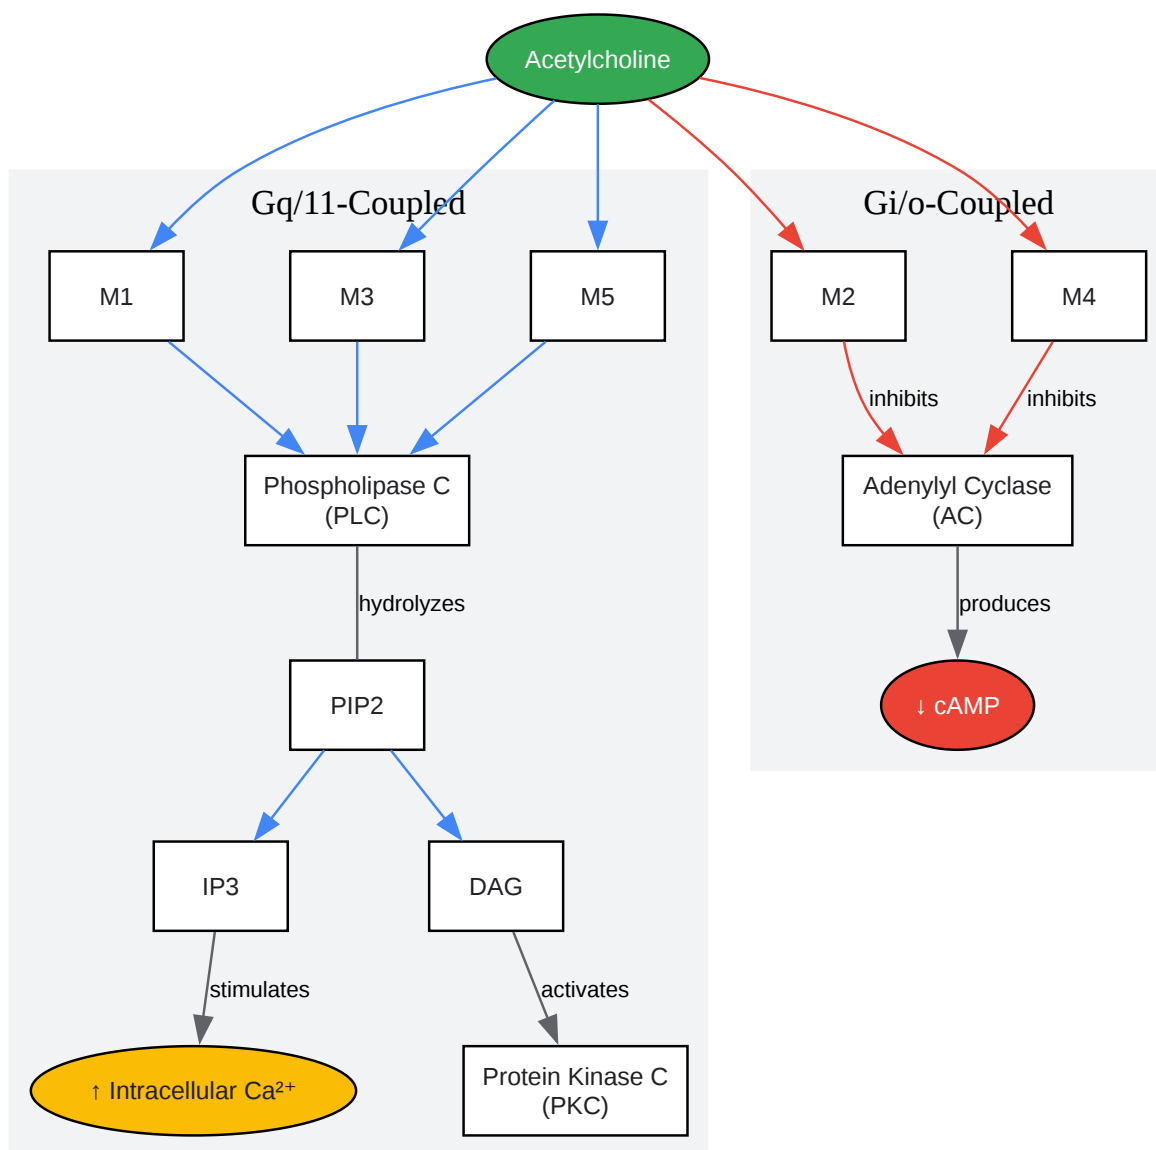 Acetylcholine
Gq/11-Coupled
Gi/o-Coupled
M1
M3
M5
M2
M4
inhibits
inhibits
Phospholipase C
(PLC)
Adenylyl Cyclase
(AC)
hydrolyzes
produces
PIP2
↓ cAMP
IP3
DAG
stimulates
activates
↑ Intracellular Ca²⁺
Protein Kinase C
(PKC)